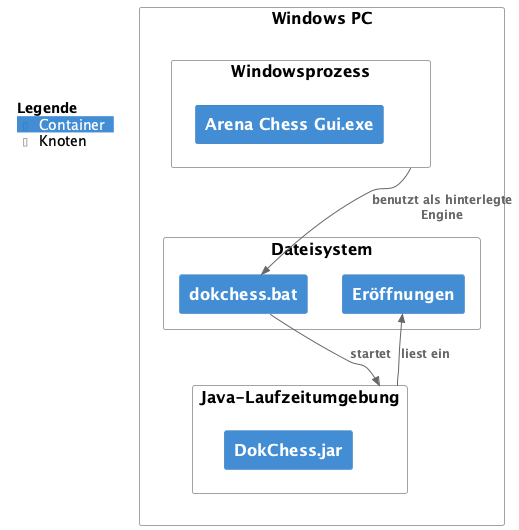 Windows PC
Windowsprozess
Arena Chess Gui.exe
Legende
Container
Knoten
benutzt als hinterlegte
Engine
Dateisystem
dokchess.bat
Eröffnungen
startet
liest ein
Java-Laufzeitumgebung
DokChess.jar